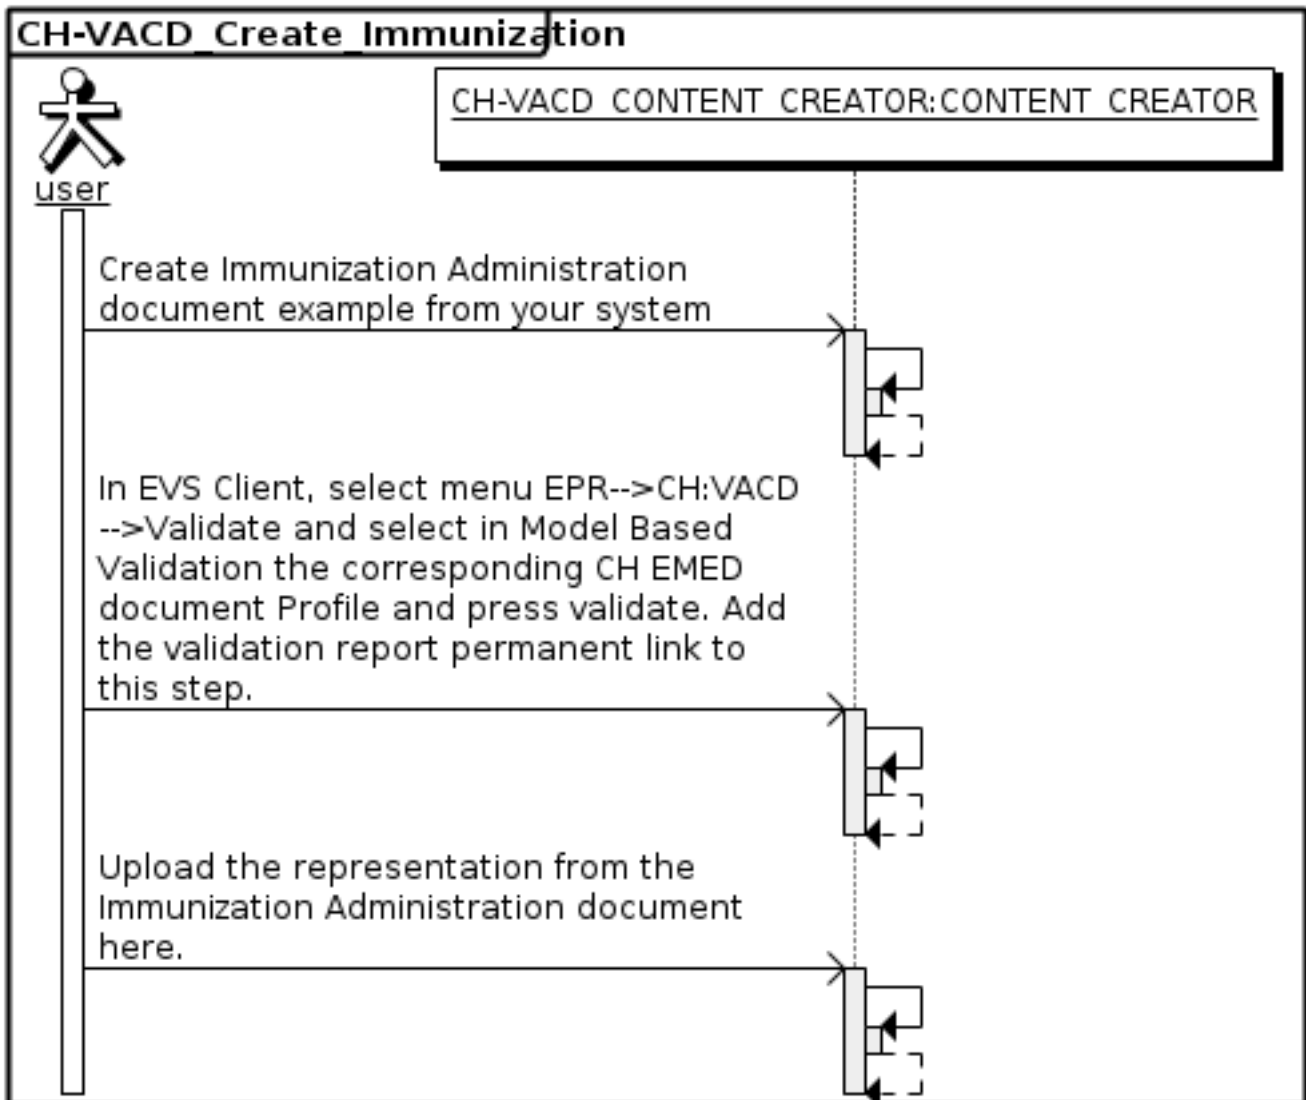 CH-VACD_Create_Immunization
CH-VACD_CONTENT_CREATOR:CONTENT_CREATOR
user
Create Immunization Administration
document example from your system
In EVS Client, select menu EPR-->CH:VACD
-->Validate and select in Model Based
Validation the corresponding CH EMED
document Profile and press validate. Add
the validation report permanent link to
this step.
Upload the representation from the
Immunization Administration document
here.